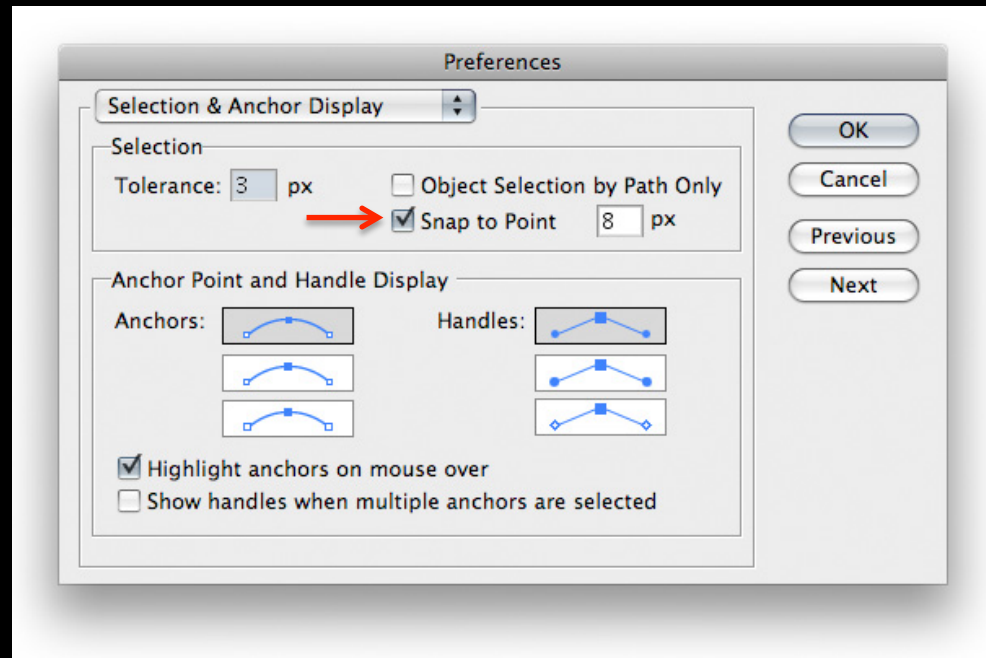 Preferences
Selection & Anchor Display
OK
Selection
Tolerance: 3 px
Object Selection by Path Only
Cancel
Snap to Point 8 px
Previous
Anchor Point and Handle Display
Next
Anchors:
Handles:
Highlight anchors on mouse over
Show handles when multiple anchors are selected